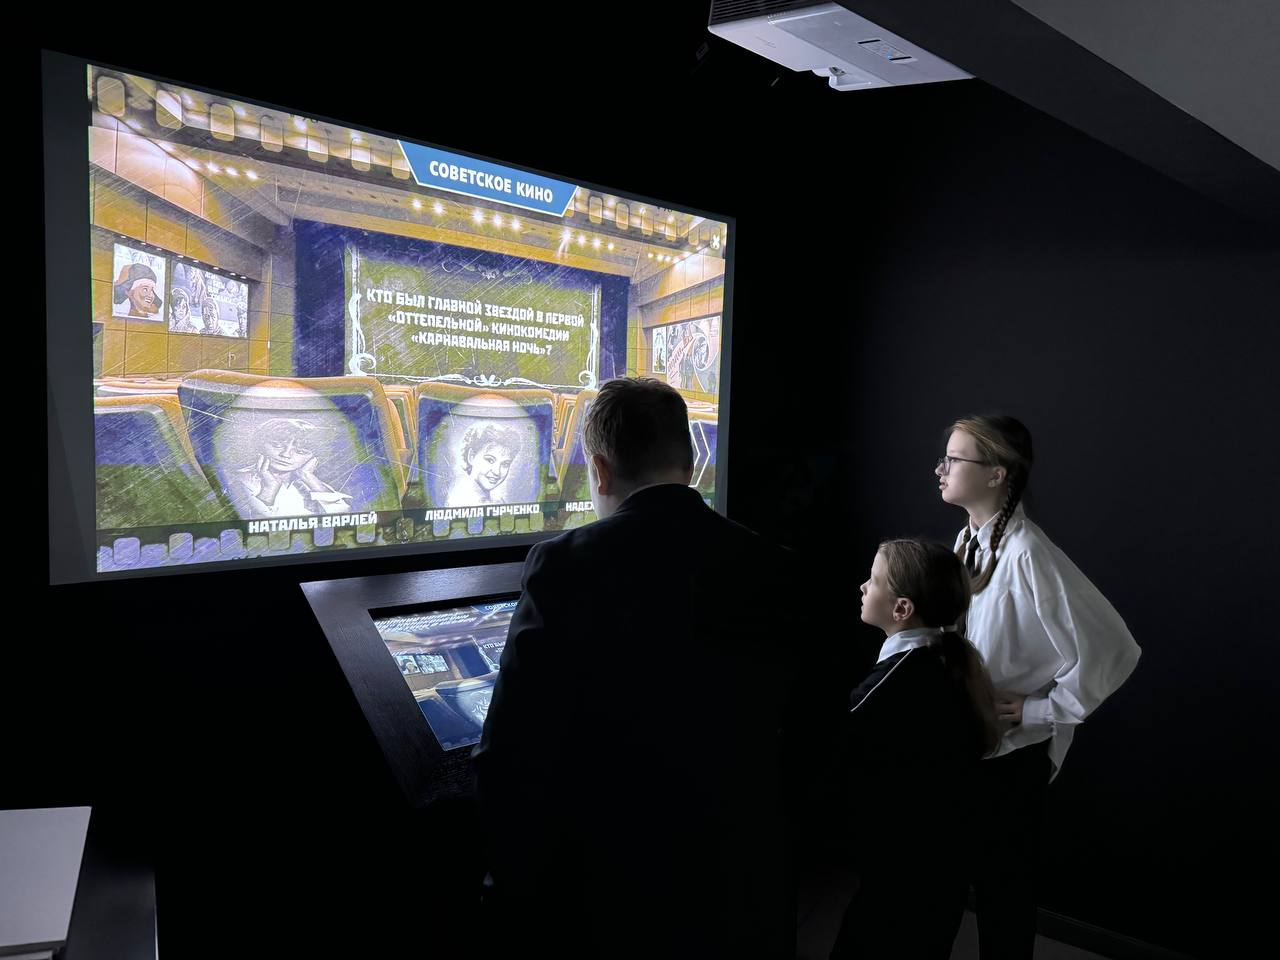 СОВЕТСКОЕ КИНО
КТО БЫЛ ГЛАВНОЙ ЗВЕЗДОЙ В ПЕРВОЙ
«ОТТЕПЕЛЬНОЙ» КИНОКОМЕДИИ
«КАРНАВАЛЬНАЯ НОЧЬ»?
НАТАЛЬЯ ВАРЛЕЙ
ЛЮДМИЛА ГУРЧЕНКО